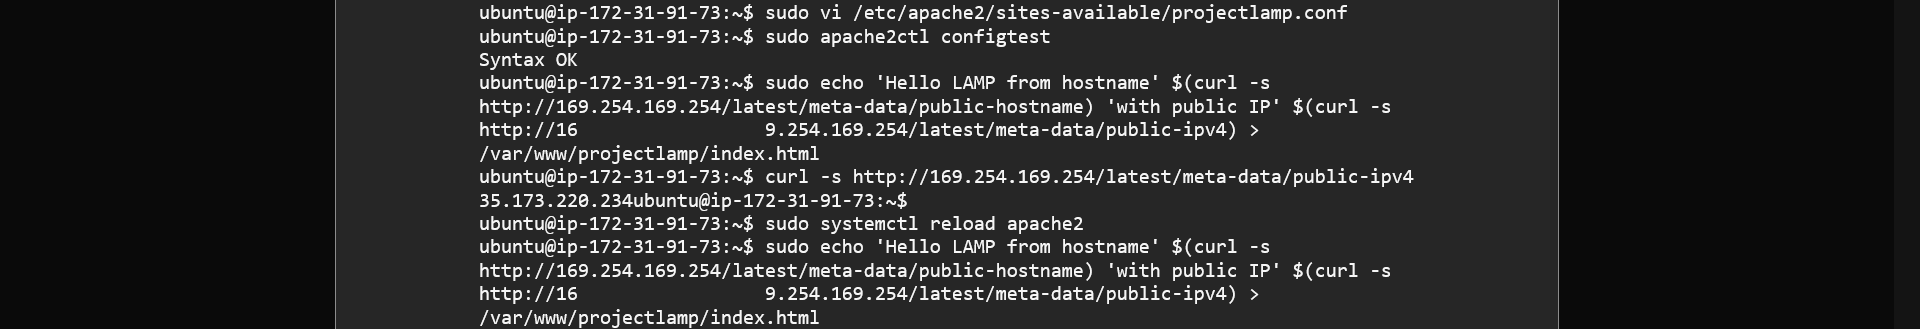 ubuntu@ip-172-31-91-73:~$ sudo vi /etc/apache2/sites-available/projectlamp.conf
ubuntu@ip-172-31-91-73:~$ sudo apache2ctl configtest
Syntax OK
ubuntu@ip-172-31-91-73:~$ sudo echo 'Hello LAMP from hostname' $(curl -s
http://169.254.169.254/latest/meta-data/public-hostname) 'with public IP' $(curl -s
http://16                 9.254.169.254/latest/meta-data/public-ipv4) >
/var/www/projectlamp/index.html
ubuntu@ip-172-31-91-73:~$ curl -s http://169.254.169.254/latest/meta-data/public-ipv4
35.173.220.234ubuntu@ip-172-31-91-73:~$
ubuntu@ip-172-31-91-73:~$ sudo systemctl reload apache2
ubuntu@ip-172-31-91-73:~$ sudo echo 'Hello LAMP from hostname' $(curl -s
http://169.254.169.254/latest/meta-data/public-hostname) 'with public IP' $(curl -s
http://16                 9.254.169.254/latest/meta-data/public-ipv4) >
/var/www/projectlamp/index.html